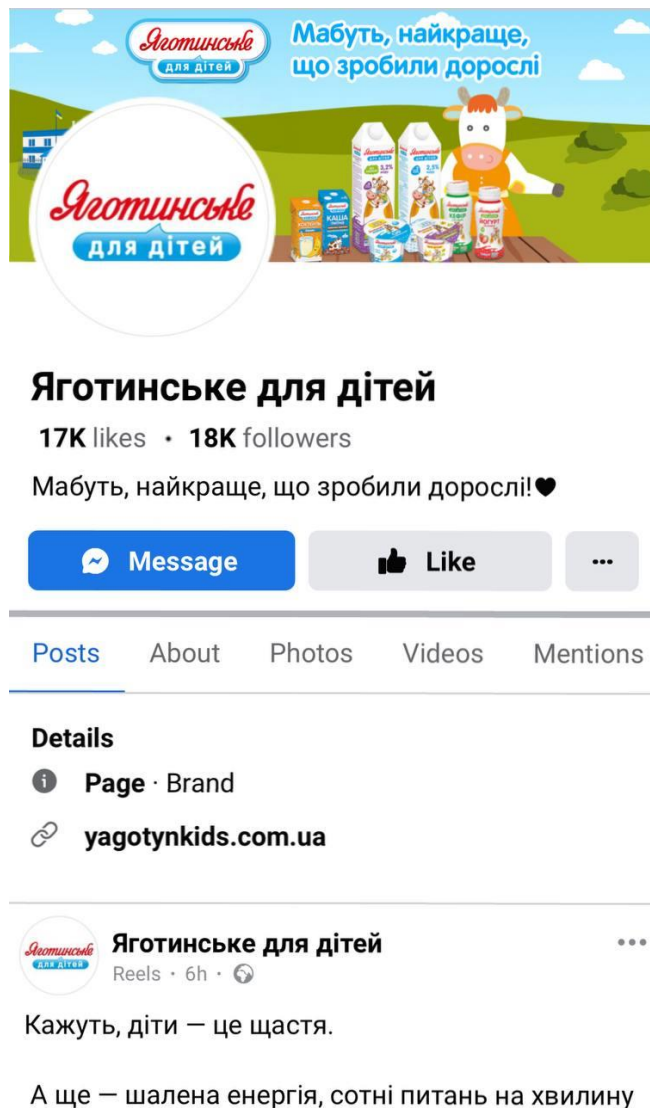 Яготинське
для дітей
Мабуть, найкраще,
що зробили дорослі
Яготинське
для дітей
КАША
Яготинське для дітей
17K likes • 18K followers
Мабуть, найкраще, що зробили дорослі!🖤
Message
Like
Posts About Photos Videos Mentions
Details
Page · Brand
yagotynkids.com.ua
Яготинське
для дітей
Яготинське для дітей
Reels · 6h ·
Кажуть, діти — це щастя.
А ще — шалена енергія, сотні питань на хвилину